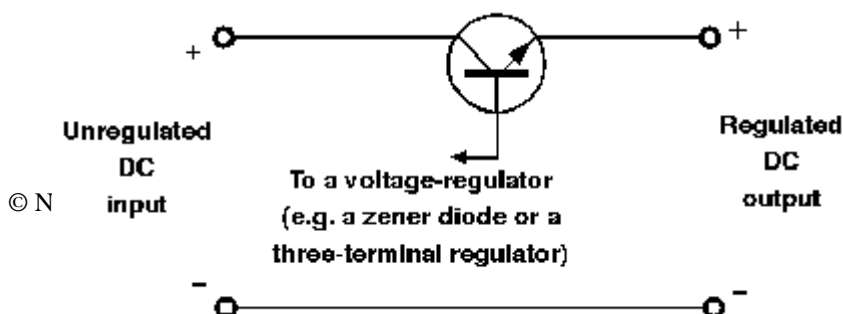 +
+
Unregulated
DC
input
Regulated
DC
output
To a voltage-regulator
(e.g. a zener diode or a
three-terminal regulator)
© N
-
-